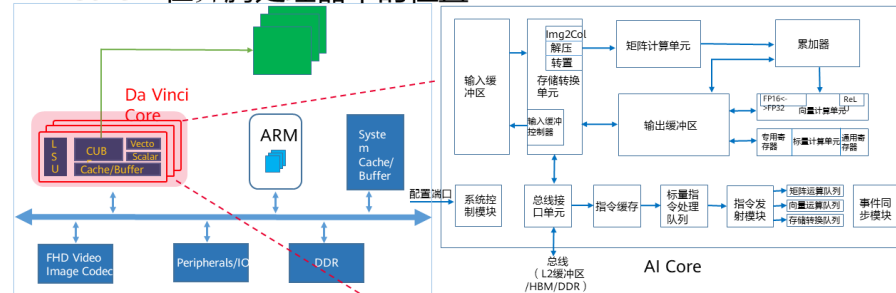 Da Vinci
Core
L
S
U
CUB
Vecto
Scalar
Cache/Buffer
ARM
Syste
m
Cache/
Buffer
FHD Video
Image Codec
Peripherals/IO
DDR
配置端口
输入缓
冲区
Img2Col
解压
转置
存储转换
单元
输入缓冲
控制器
矩阵计算单元
累加器
输出缓冲区
FP16<-
>FP32
ReL
U
向量计算单元
专用寄
存器
标量计算单元
通用寄
存器
系统控
制模块
总线接
口单元
指令缓存
标量指
令处理
队列
指令发
射模块
矩阵运算队列
向量运算队列
存储转换队列
事件同
步模块
总线
（L2缓冲区
/HBM/DDR）
AI Core